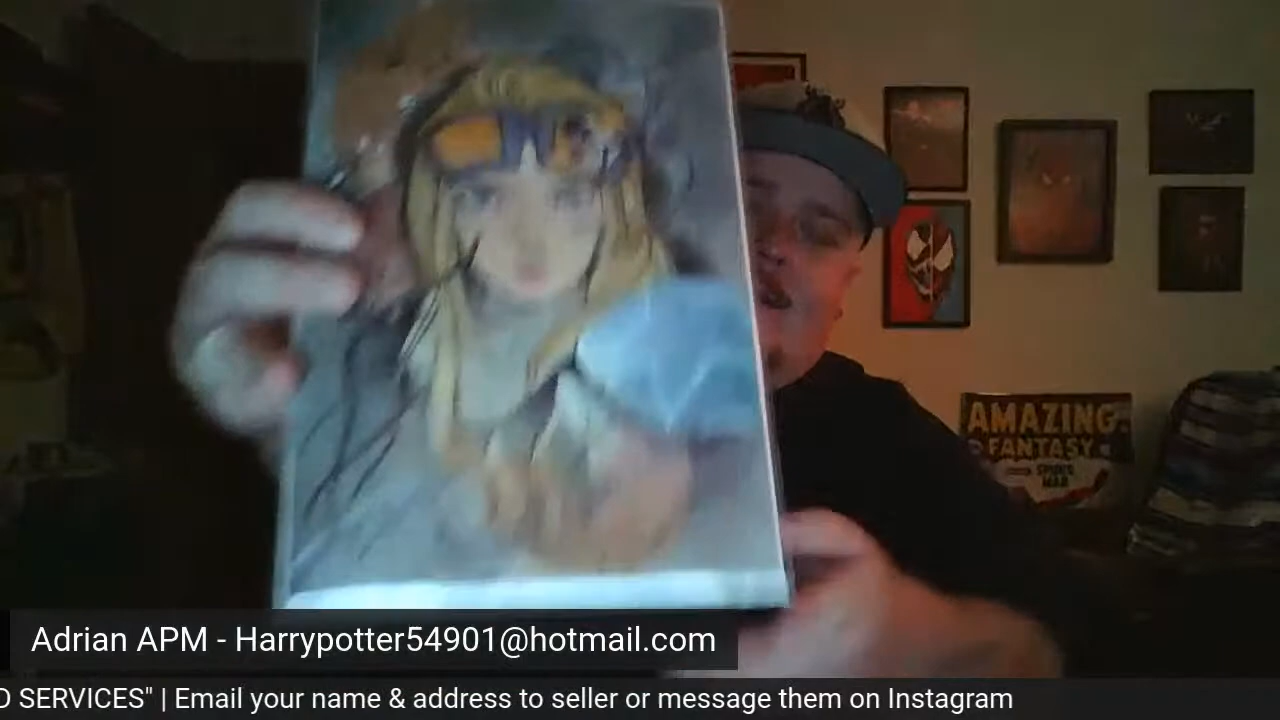 AMAZING
FANTASY
SPIDER
MAN
Adrian APM - Harrypotter54901@hotmail.com
D SERVICES" | Email your name & address to seller or message them on Instagram